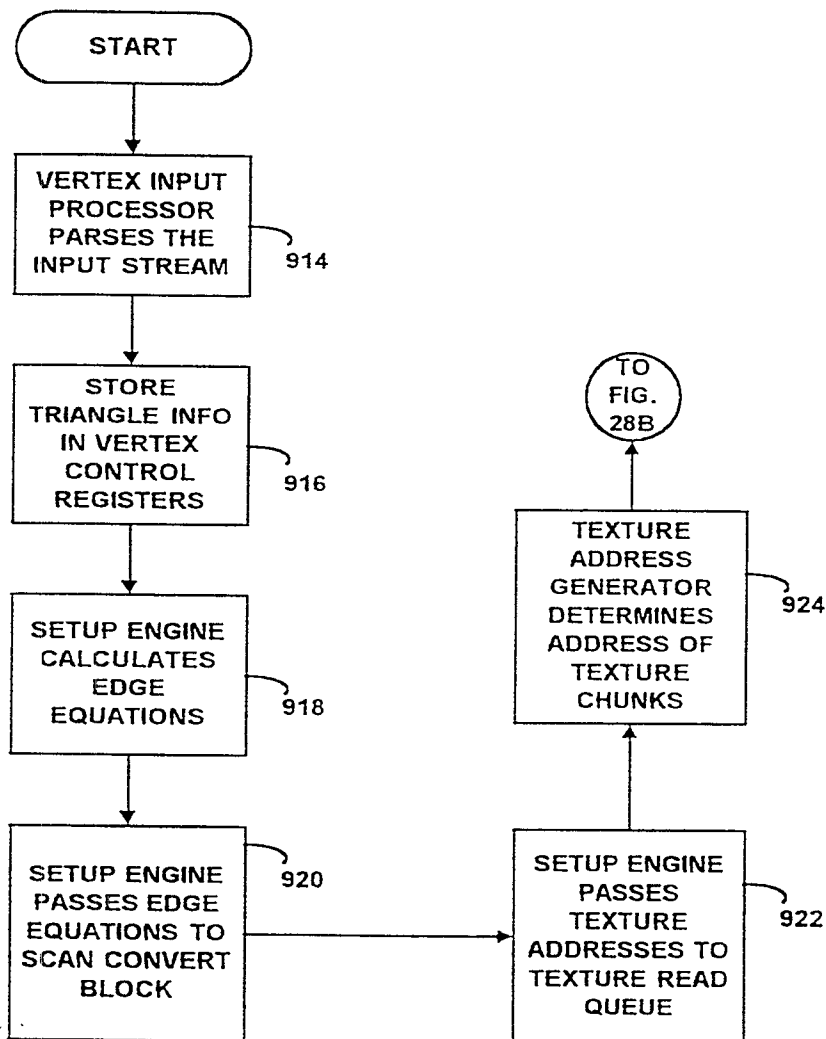 START
VERTEX INPUT
PROCESSOR
PARSES THE
INPUT STREAM
914
STORE
TRIANGLE INFO
IN VERTEX
CONTROL
REGISTERS
916
SETUP ENGINE
CALCULATES
EDGE
EQUATIONS
918
SETUP ENGINE
PASSES EDGE
EQUATIONS TO
SCAN CONVERT
BLOCK
920
SETUP ENGINE
PASSES
TEXTURE
ADDRESSES TO
TEXTURE READ
QUEUE
922
TEXTURE
ADDRESS
GENERATOR
DETERMINES
ADDRESS OF
TEXTURE
CHUNKS
924
TO
FIG.
28B